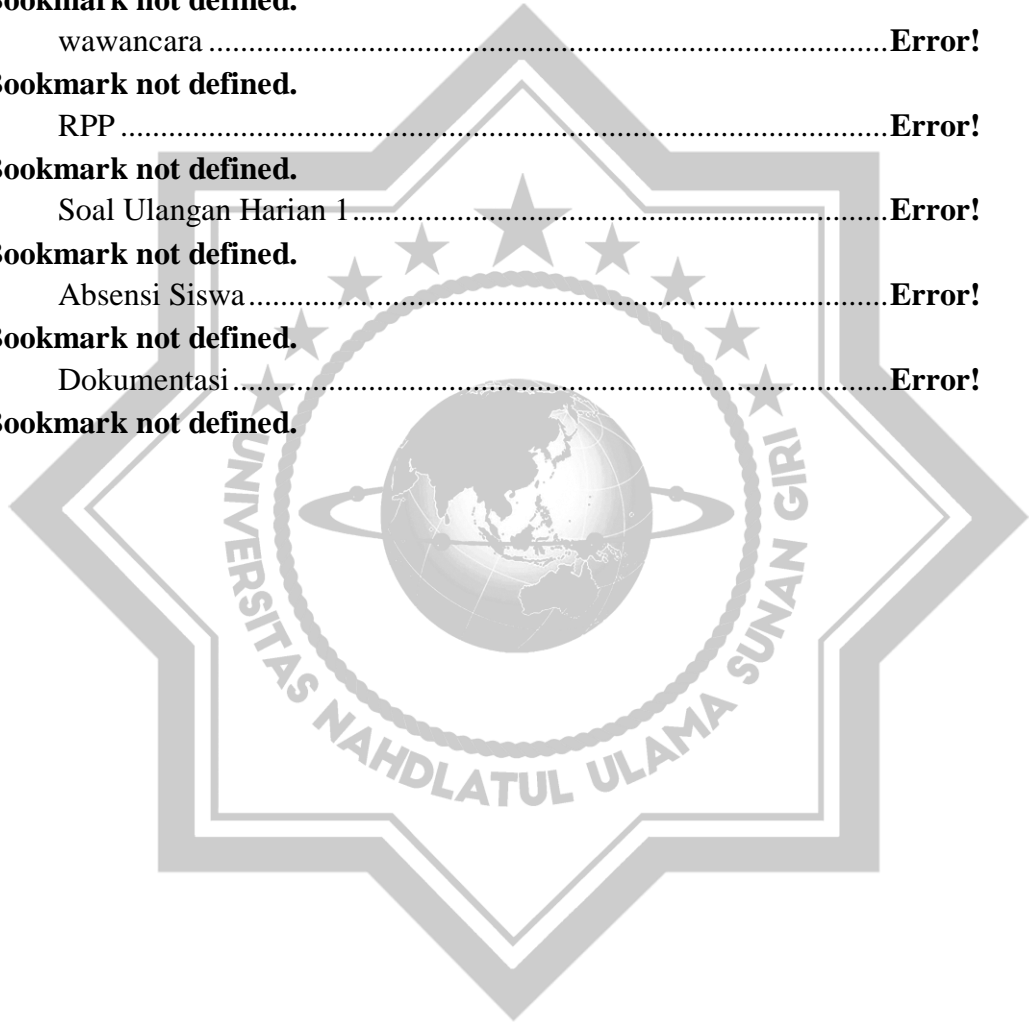 Bookmark not defined.
wawancara ..................................................................................... Error!
Bookmark not defined.
RPP ................................................................................................ Error!
Bookmark not defined.
Soal Ulangan Harian 1 ................................................................... Error!
Bookmark not defined.
Absensi Siswa ................................................................................ Error!
Bookmark not defined.
Dokumentasi .................................................................................. Error!
Bookmark not defined.
UNIVERSITAS NAHDLATUL ULAMA SUNAN GIRI